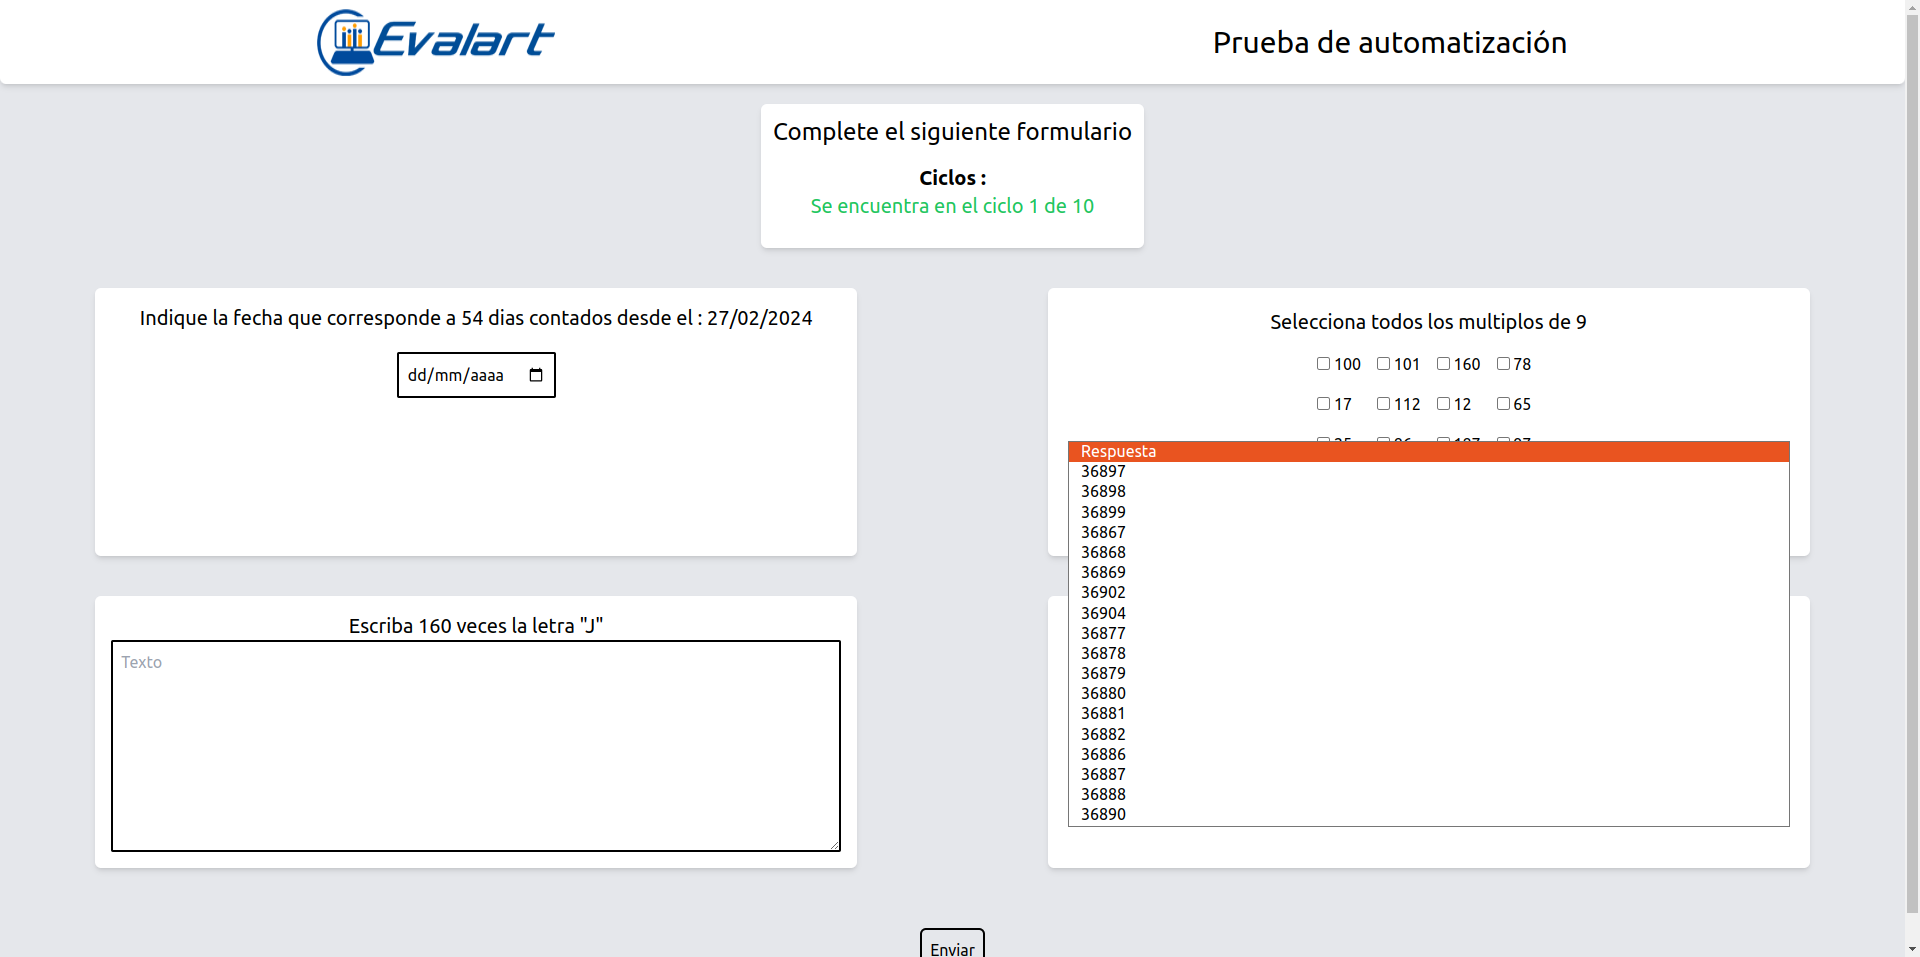 Evalart
Prueba de automatización
Complete el siguiente formulario
Ciclos :
Se encuentra en el ciclo 1 de 10
Indique la fecha que corresponde a 54 dias contados desde el : 27/02/2024
dd/mm/aaaa
Selecciona todos los multiplos de 9
100 101 160 78
17 112 12 65
Respuesta
36897
36898
36899
36867
36868
36869
36902
36904
36877
36878
36879
36880
36881
36882
36886
36887
36888
36890
Escriba 160 veces la letra "J"
Texto
Enviar